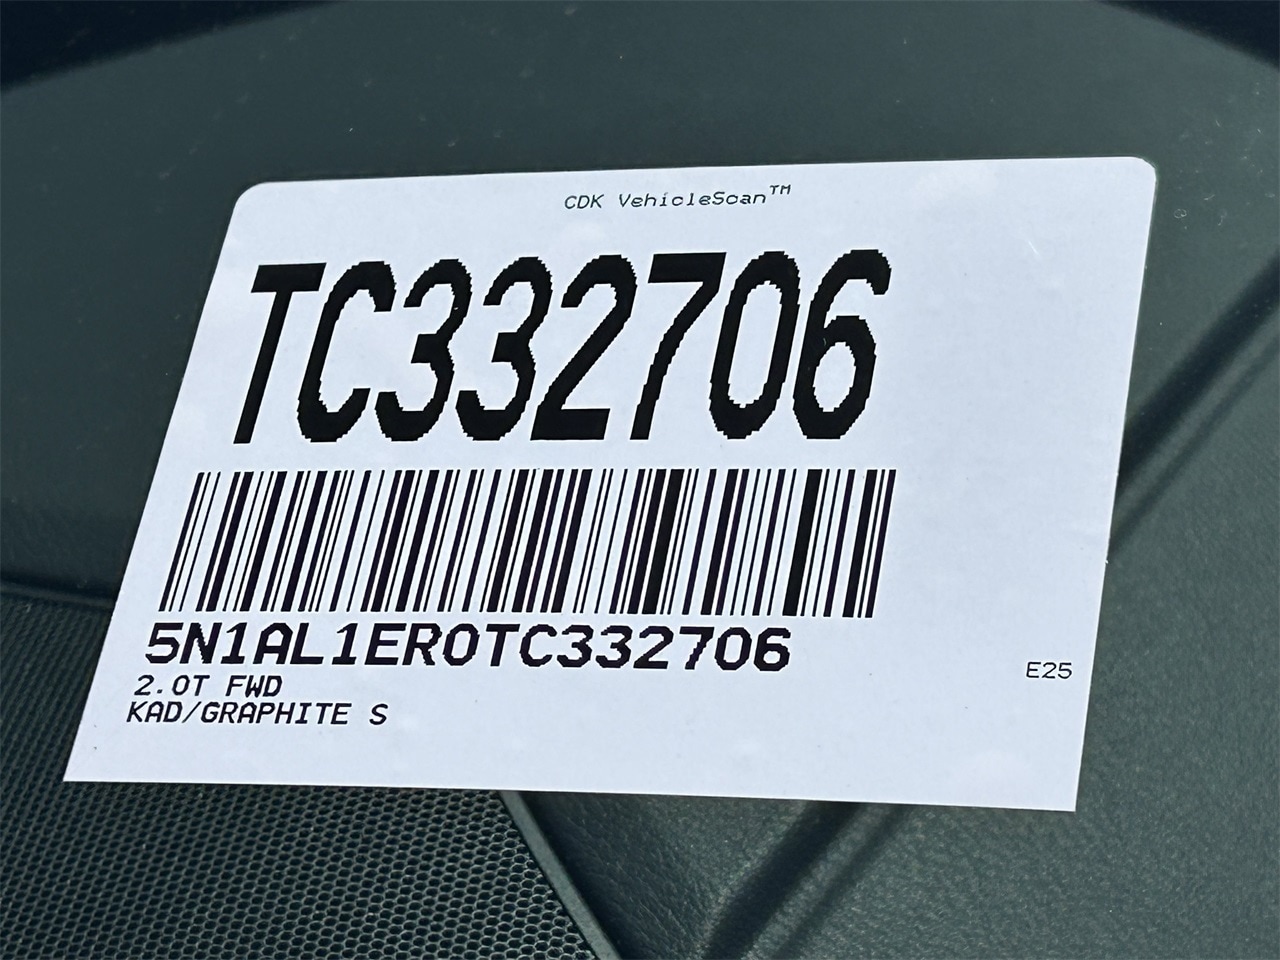 CDK VehicleScan™
TC332706
5N1AL1ER0TC332706
2.0T FWD
KAD/GRAPHITE S
E25